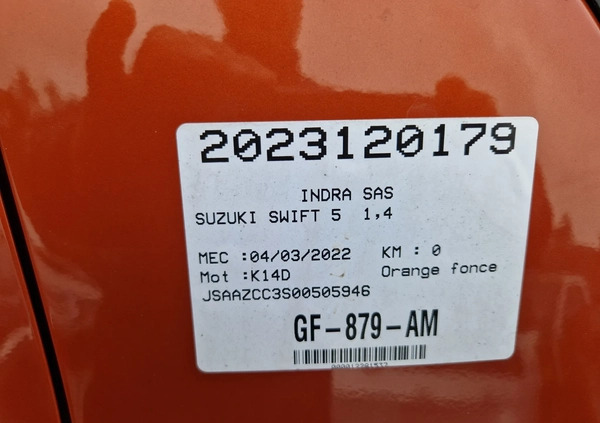 2023120179
INDRA SAS
SUZUKI SWIFT 5 1,4
MEC :04/03/2022 KM : 0
Mot :K14D Orange fonce
JSAAZCC3S00505946
GF-879-AM